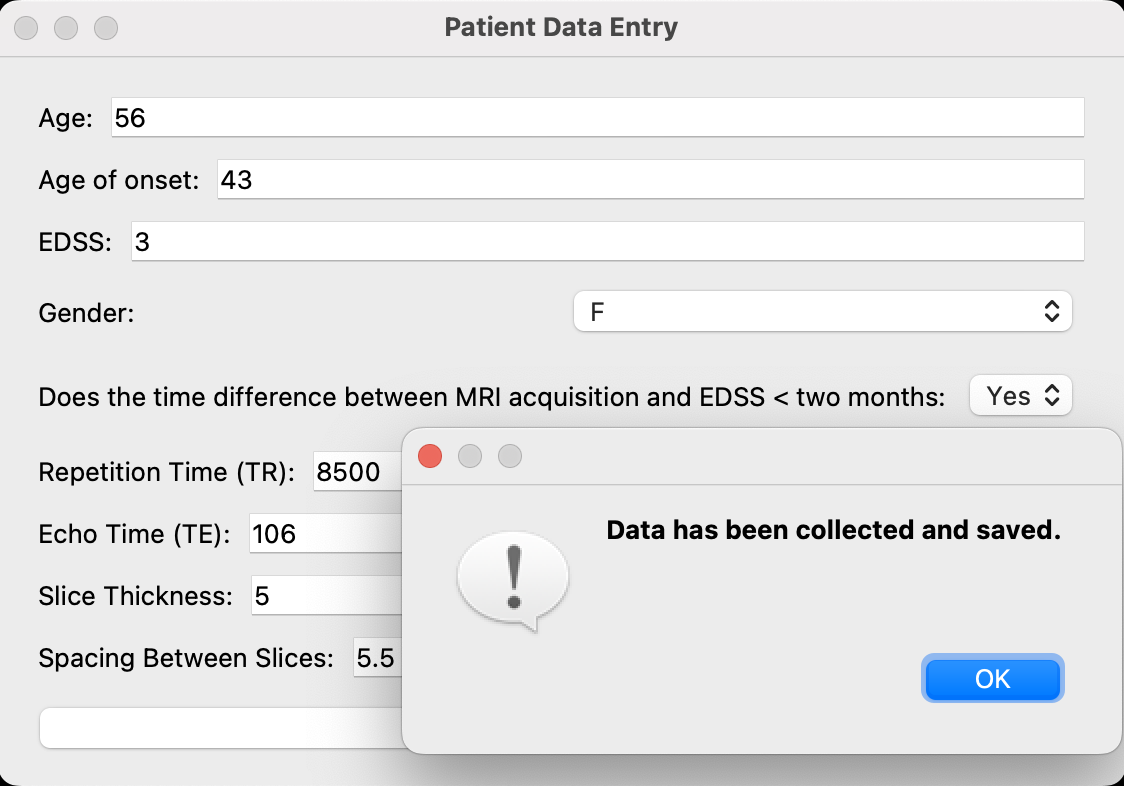 Patient Data Entry
Age: 56
Age of onset: 43
EDSS: 3
Gender: F
Does the time difference between MRI acquisition and EDSS < two months: Yes
Repetition Time (TR): 8500
Echo Time (TE): 106
Slice Thickness: 5
Spacing Between Slices: 5.5
Data has been collected and saved.
OK